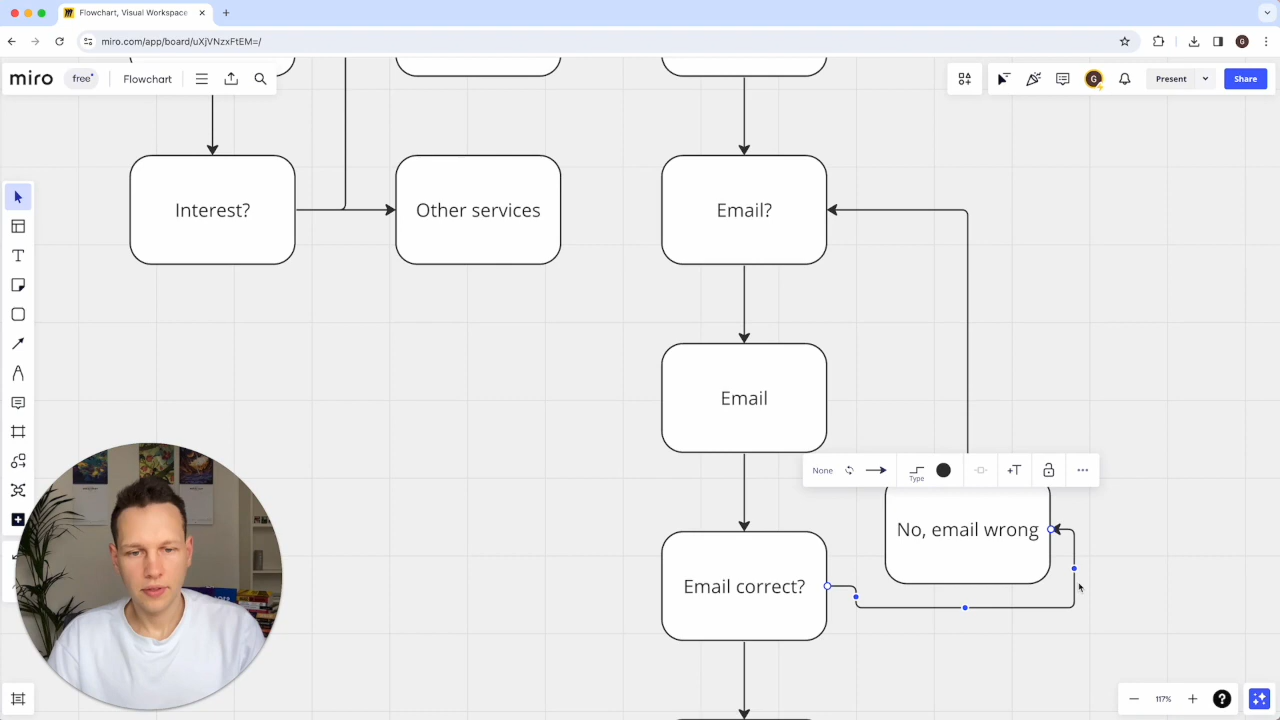 Flowchart, Visual Workspace
miro.com/app/board/uXjVNzxFtEM=/
G
miro
free
Flowchart
G
Present
Share
Interest?
Other services
Email?
Email
None
Type
+T
No, email wrong
Email correct?
117%